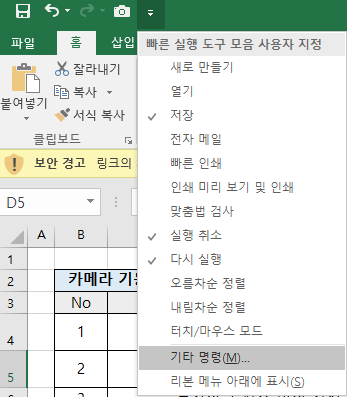 파일
홈
삽입
빠른 실행 도구 모음 사용자 지정
새로 만들기
열기
저장
전자 메일
빠른 인쇄
인쇄 미리 보기 및 인쇄
맞춤법 검사
실행 취소
다시 실행
오름차순 정렬
내림차순 정렬
터치/마우스 모드
기타 명령(M)...
리본 메뉴 아래에 표시(S)
붙여넣기
잘라내기
복사
서식 복사
클립보드
보안 경고 링크의
D5
A B
1
2 카메라 기
3 No
4 1
5 2